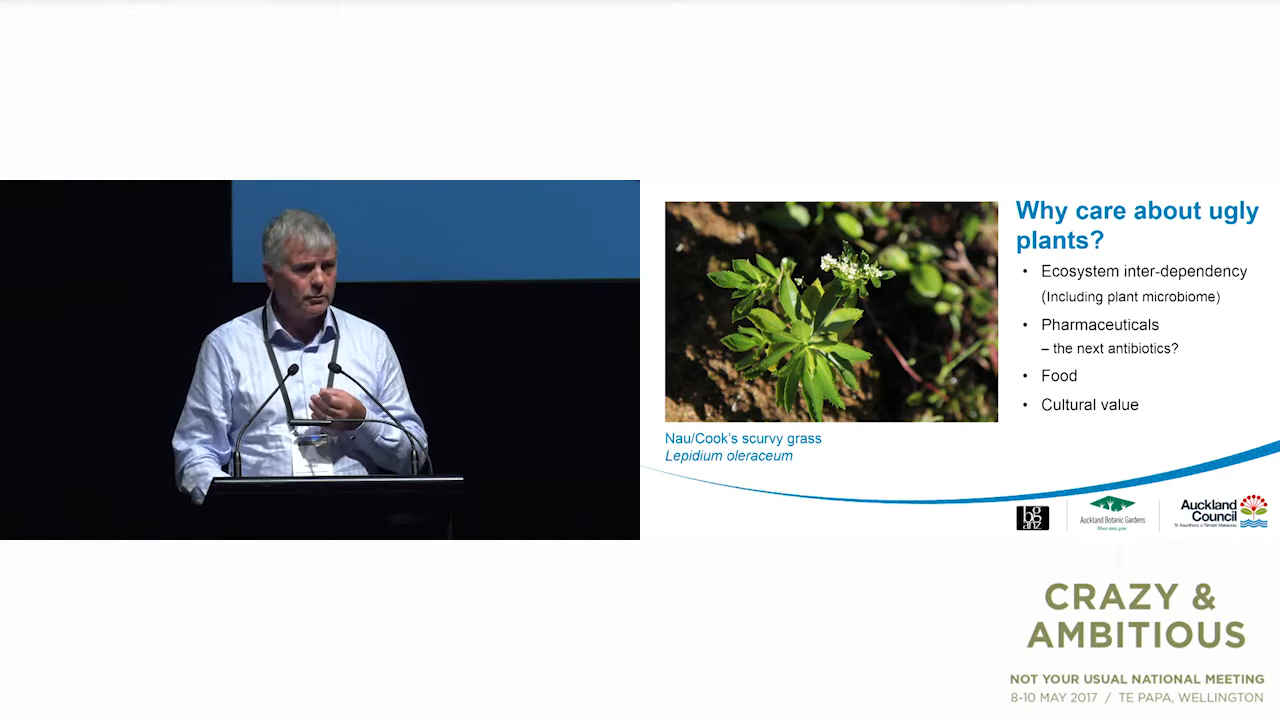 Why care about ugly
plants?
• Ecosystem inter-dependency
(Including plant microbiome)
• Pharmaceuticals
– the next antibiotics?
• Food
• Cultural value
Nau/Cook's scurvy grass
Lepidium oleraceum
bg
anz
Auckland Botanic Gardens
Where ideas grow
Auckland
Council
Te Kaunihera o Tāmaki Makaurau
CRAZY &
AMBITIOUS
NOT YOUR USUAL NATIONAL MEETING
8-10 MAY 2017 / TE PAPA, WELLINGTON